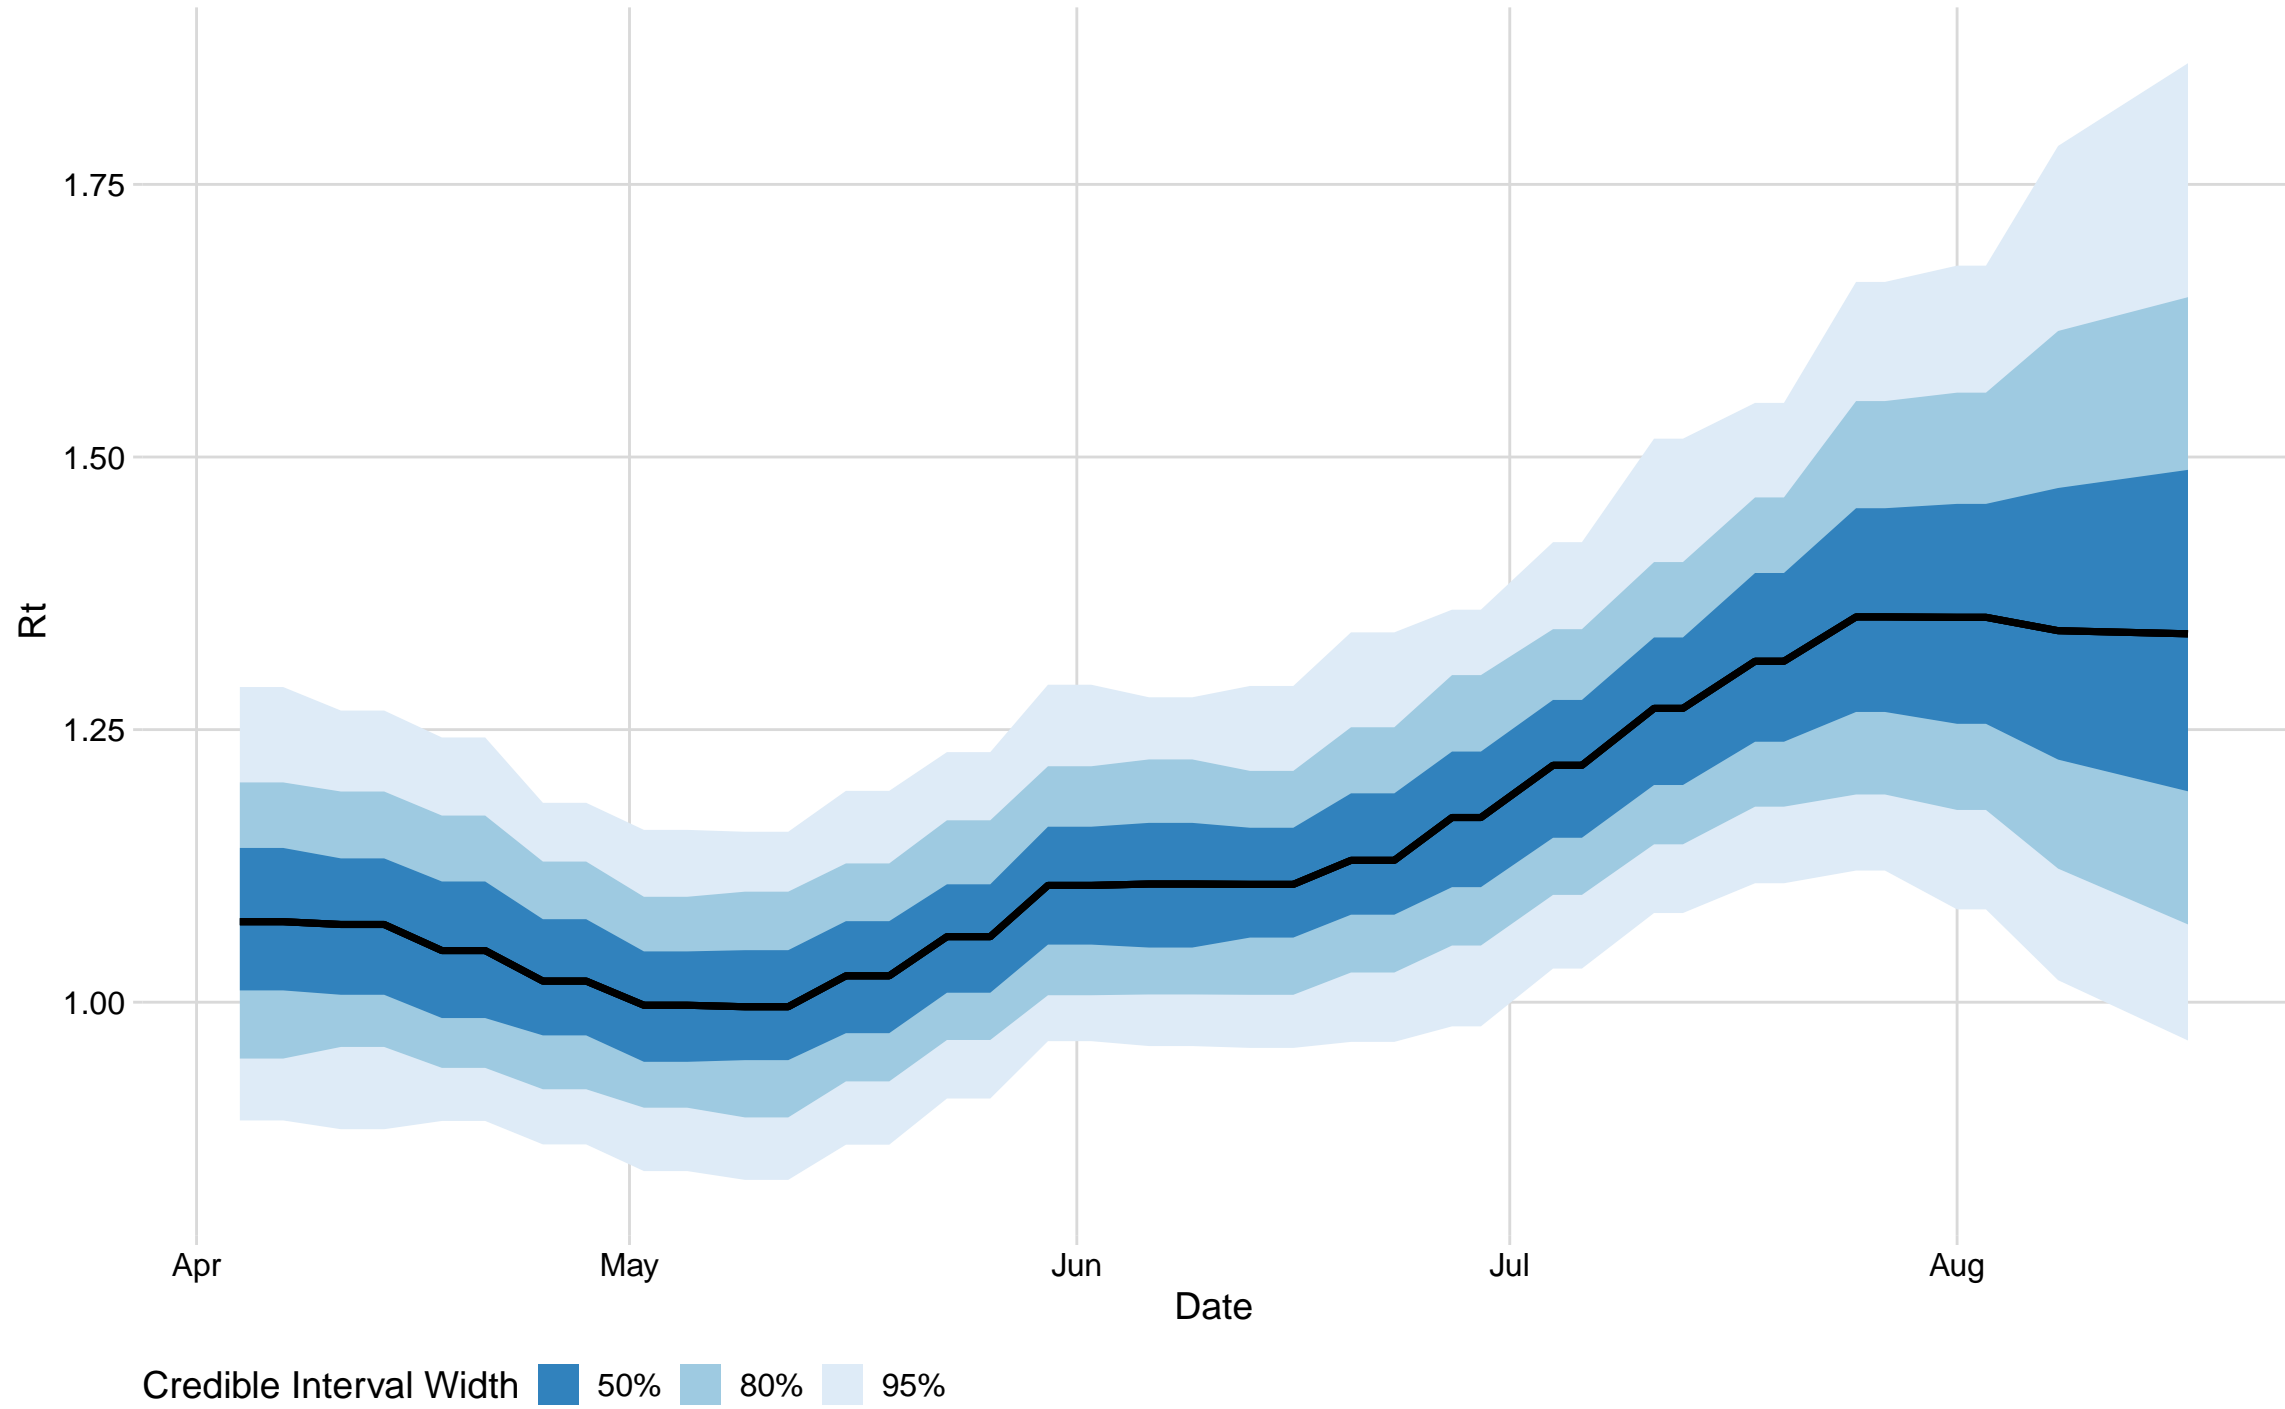 1.75
1.50
1.25
1.00
Rt
Apr May Jun Jul Aug
Date
Credible Interval Width 50% 80% 95%